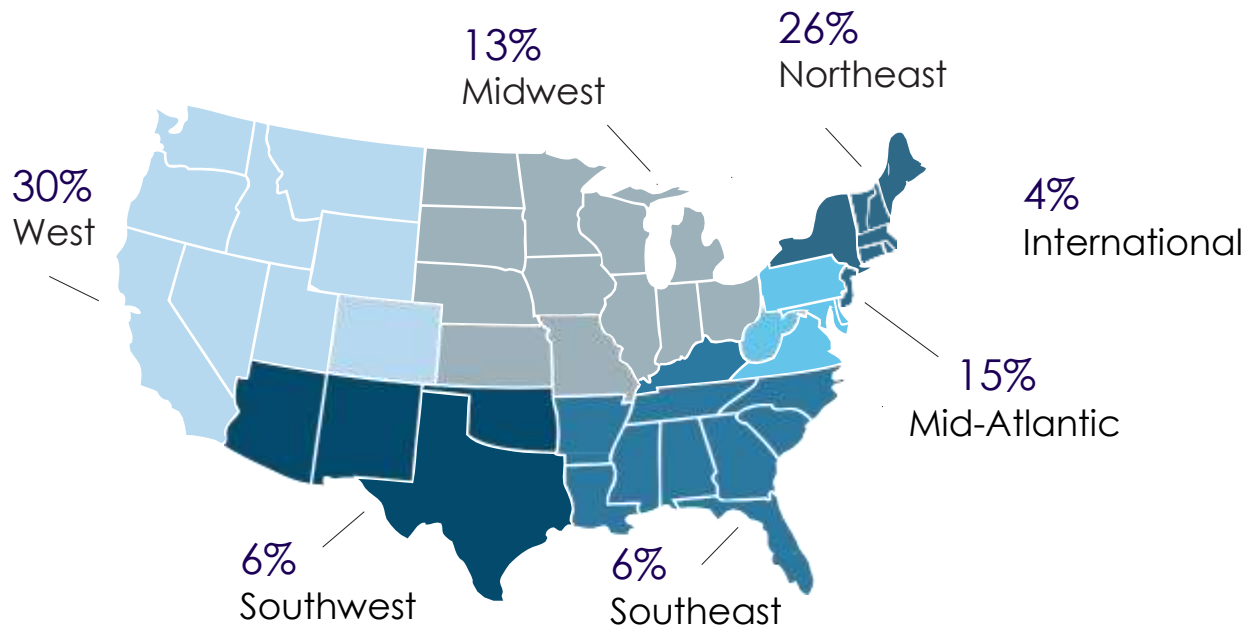 26%
Northeast
13%
Midwest
30%
West
4%
International
15%
Mid-Atlantic
6%
Southwest
6%
Southeast